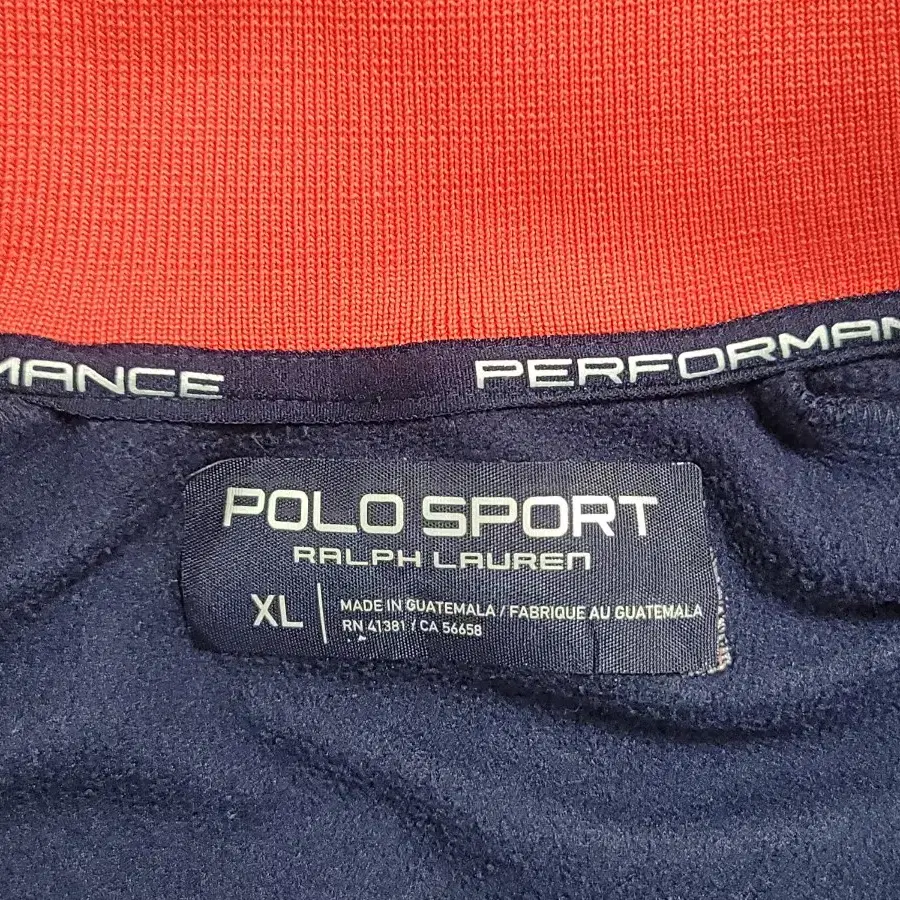 MANCE PERFORMAN
POLO SPORT
RALPH LAUREN
XL
MADE IN GUATEMALA / FABRIQUE AU GUATEMALA
RN 41381 / CA 56658